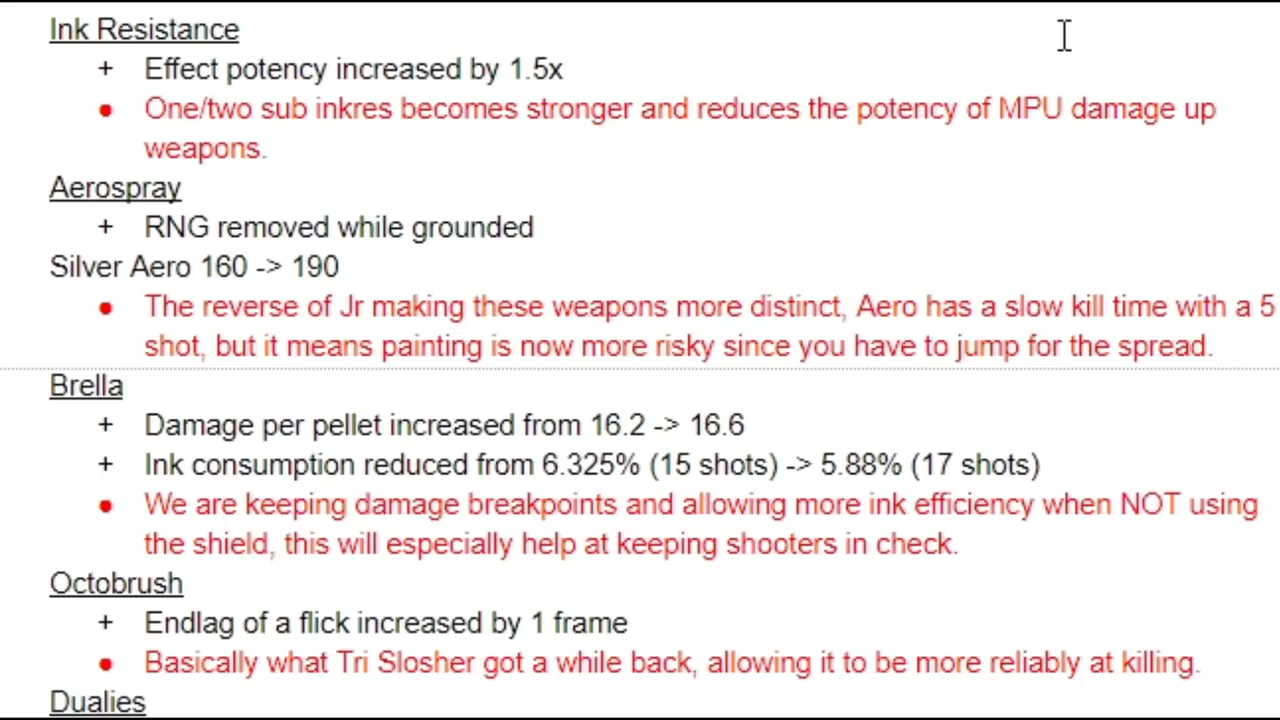 Ink Resistance
+ Effect potency increased by 1.5x
● One/two sub inkres becomes stronger and reduces the potency of MPU damage up
weapons.
Aerospray
+ RNG removed while grounded
Silver Aero 160 -> 190
● The reverse of Jr making these weapons more distinct, Aero has a slow kill time with a 5
shot, but it means painting is now more risky since you have to jump for the spread.
Brella
+ Damage per pellet increased from 16.2 -> 16.6
+ Ink consumption reduced from 6.325% (15 shots) -> 5.88% (17 shots)
● We are keeping damage breakpoints and allowing more ink efficiency when NOT using
the shield, this will especially help at keeping shooters in check.
Octobrush
+ Endlag of a flick increased by 1 frame
● Basically what Tri Slosher got a while back, allowing it to be more reliably at killing.
Dualies